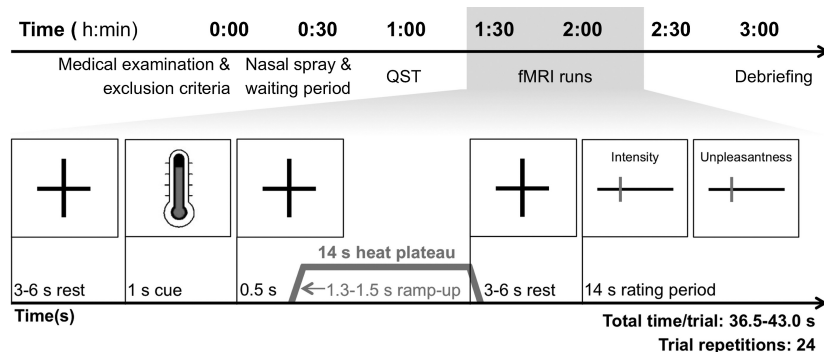 Time ( h:min) 0:00 0:30 1:00 1:30 2:00 2:30 3:00
Medical examination &
exclusion criteria
Nasal spray &
waiting period
QST
fMRI runs
Debriefing
Intensity
Unpleasantness
14 s heat plateau
3-6 s rest
1 s cue
0.5 s
1.3-1.5 s ramp-up
3-6 s rest
14 s rating period
Time(s)
Total time/trial: 36.5-43.0 s
Trial repetitions: 24